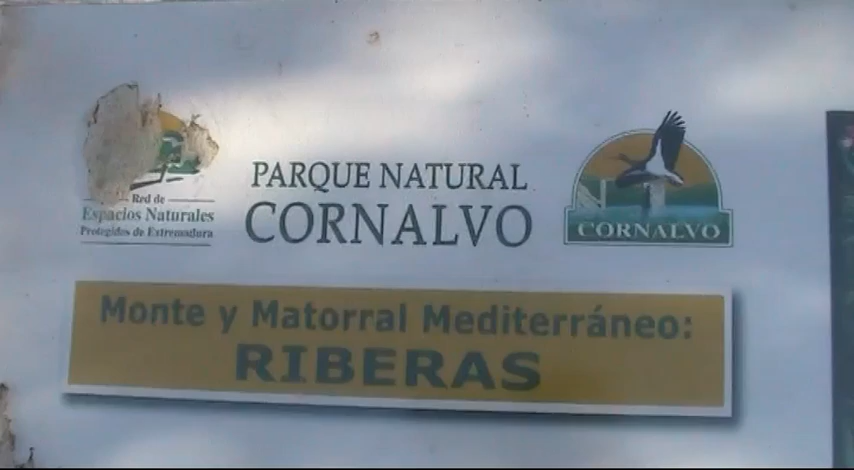 Red de
Espacios Naturales
Protegidos de Extremadura
PARQUE NATURAL
CORNALVO
CORNALVO
Monte y Matorral Mediterráneo:
RIBERAS